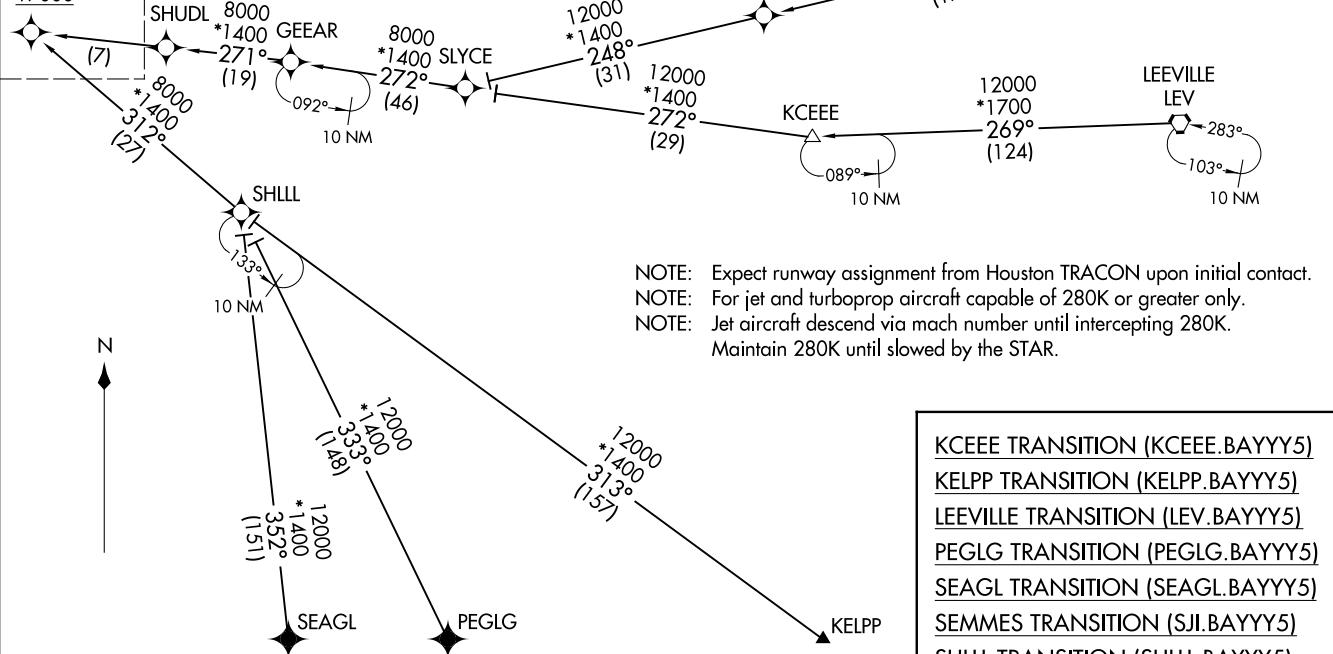 SHUDL
8000
*1400
271°
(19)
(7)
GEEAR
092°
10 NM
8000
*1400
272°
(46)
SLYCE
12000
*1400
248°
(31)
12000
*1400
272°
(29)
KCEEE
089°
10 NM
12000
*1700
269°
(124)
LEEVILLE
LEV
283°
103°
10 NM
8000
*1400
312°
(27)
SHLLL
133°
10 NM
NOTE: Expect runway assignment from Houston TRACON upon initial contact.
NOTE: For jet and turboprop aircraft capable of 280K or greater only.
NOTE: Jet aircraft descend via mach number until intercepting 280K.
Maintain 280K until slowed by the STAR.
N
12000
*1400
352°
(151)
12000
*1400
333°
(148)
12000
*1400
313°
(157)
SEAGL
PEGLG
KELPP
KCEEE TRANSITION (KCEEE.BAYYY5)
KELPP TRANSITION (KELPP.BAYYY5)
LEEVILLE TRANSITION (LEV.BAYYY5)
PEGLG TRANSITION (PEGLG.BAYYY5)
SEAGL TRANSITION (SEAGL.BAYYY5)
SEMMES TRANSITION (SJI.BAYYY5)
SHLLL TRANSITION (SHLLL.BAYYY5)